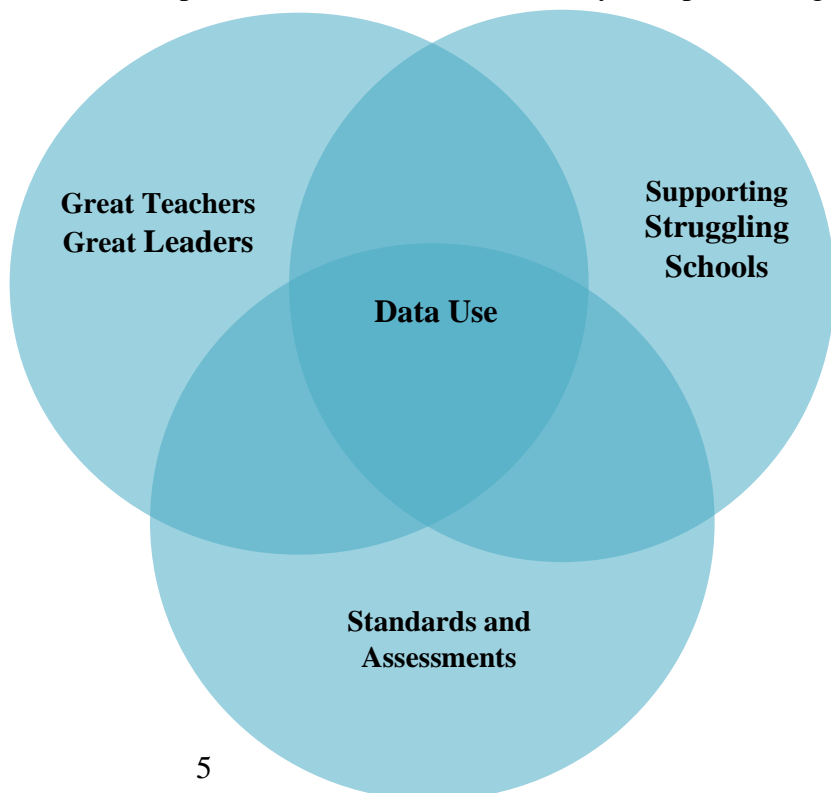 Great Teachers
Great Leaders
Supporting
Struggling
Schools
Data Use
Standards and
Assessments
5